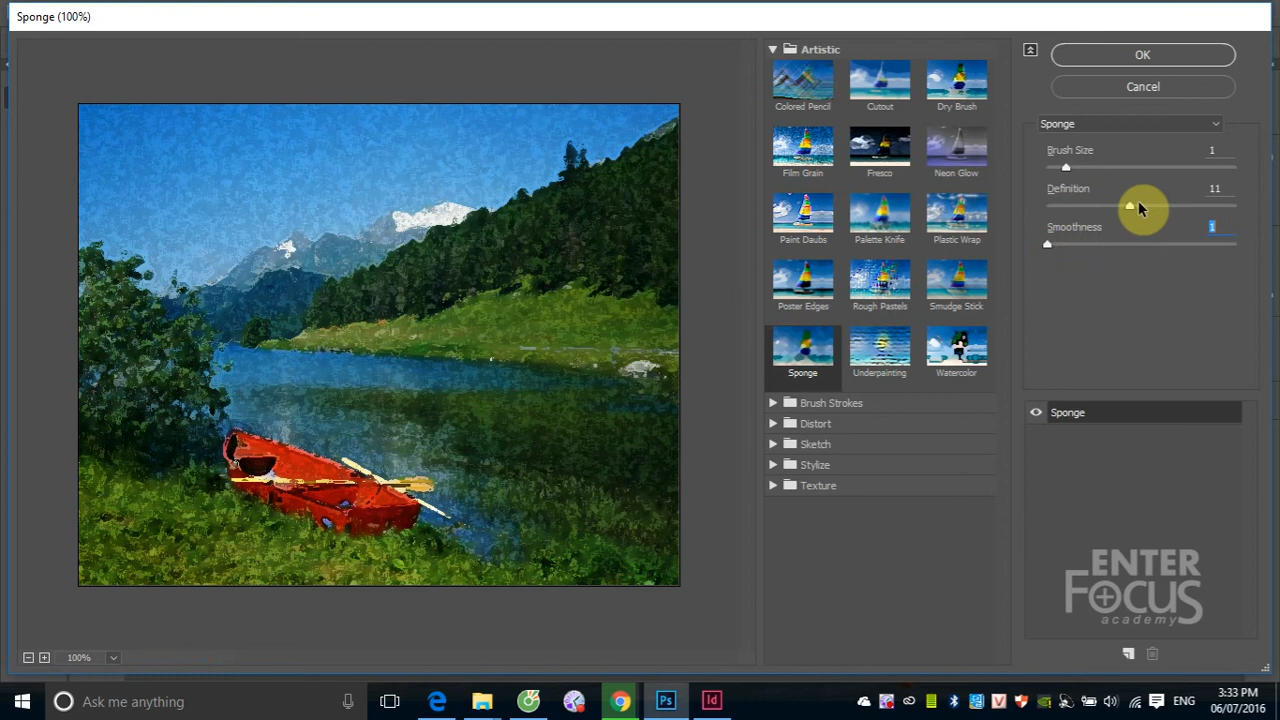 Sponge (100%)
Artistic
Colored Pencil
Cutout
Dry Brush
Film Grain
Fresco
Neon Glow
Paint Daubs
Palette Knife
Plastic Wrap
Poster Edges
Rough Pastels
Smudge Stick
Sponge
Underpainting
Watercolor
Brush Strokes
Distort
Sketch
Stylize
Texture
OK
Cancel
Sponge
Brush Size 1
Definition 11
Smoothness 1
Sponge
ENTER
FOCUS
academy
100%
Ask me anything
Ps
Id
ENG
3:33 PM
06/07/2016